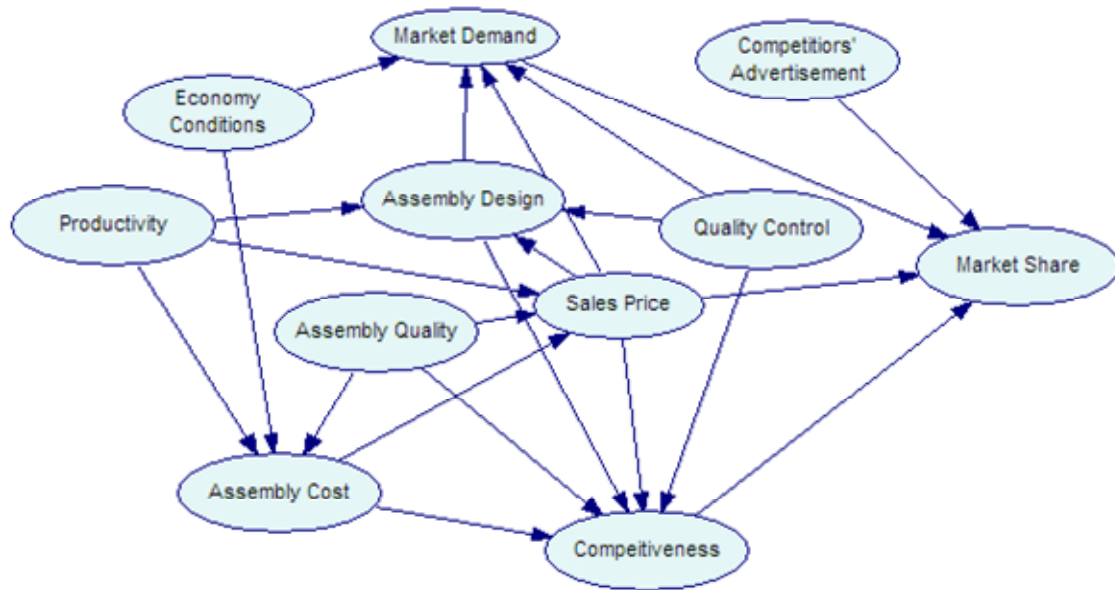 Market Demand
Competitiors'
Advertisement
Economy
Conditions
Assembly Design
Productivity
Quality Control
Market Share
Sales Price
Assembly Quality
Assembly Cost
Compeitiveness